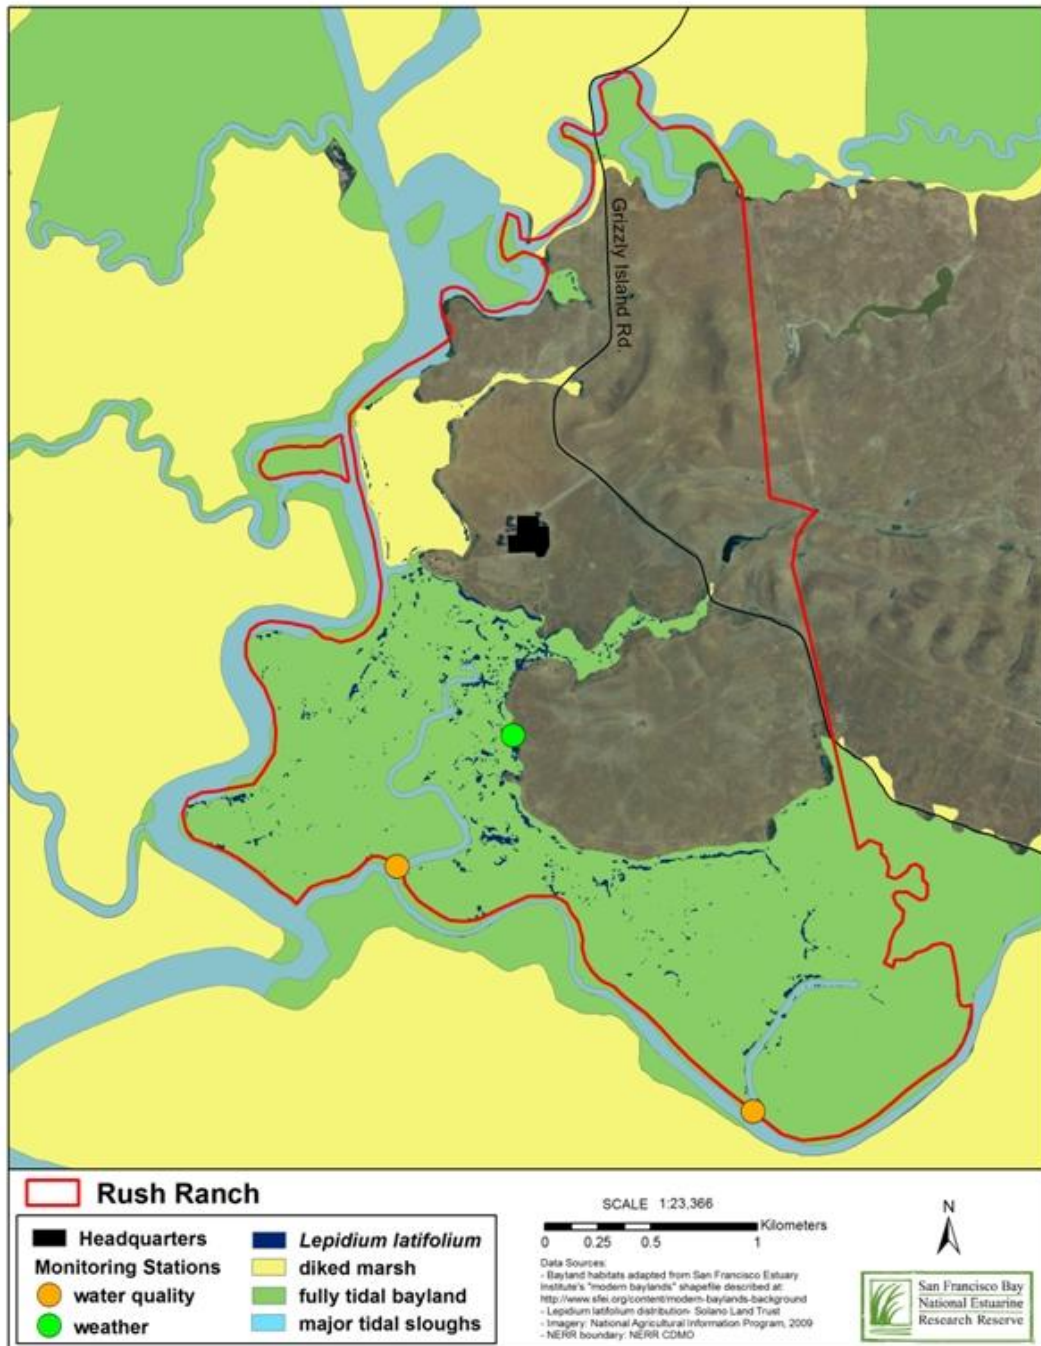 Grizzly Island Rd.
Rush Ranch
Headquarters
Monitoring Stations
water quality
weather
Lepidium latifolium
diked marsh
fully tidal bayland
major tidal sloughs
SCALE 1:23,366
Kilometers
0 0.25 0.5 1
Data Sources:
- Bayland habitats adapted from San Francisco Estuary
Institute's "modern baylands" shapefile described at:
http://www.sfei.org/content/modern-baylands-background
- Lepidium latifolium distribution- Solano Land Trust
- Imagery: National Agricultural Information Program, 2009
- NERR boundary: NERR CDMO
N
San Francisco Bay
National Estuarine
Research Reserve